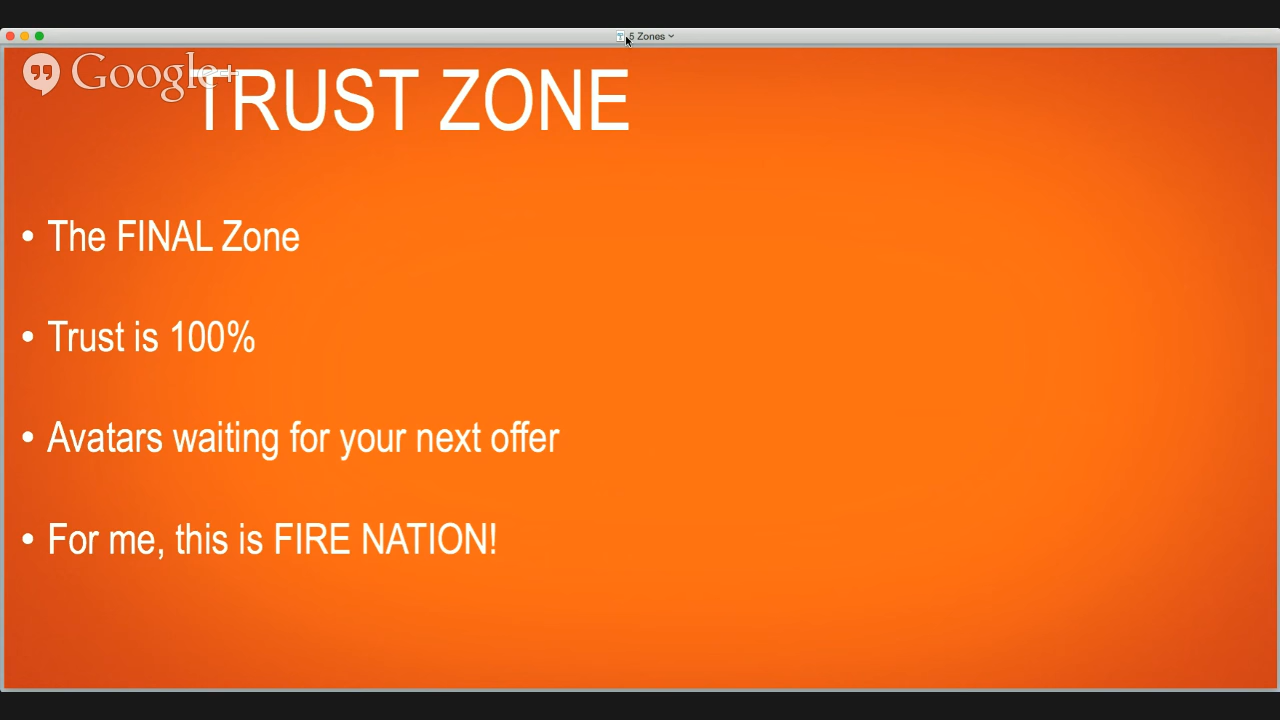 5 Zones
Google+
TRUST ZONE
• The FINAL Zone
• Trust is 100%
• Avatars waiting for your next offer
• For me, this is FIRE NATION!